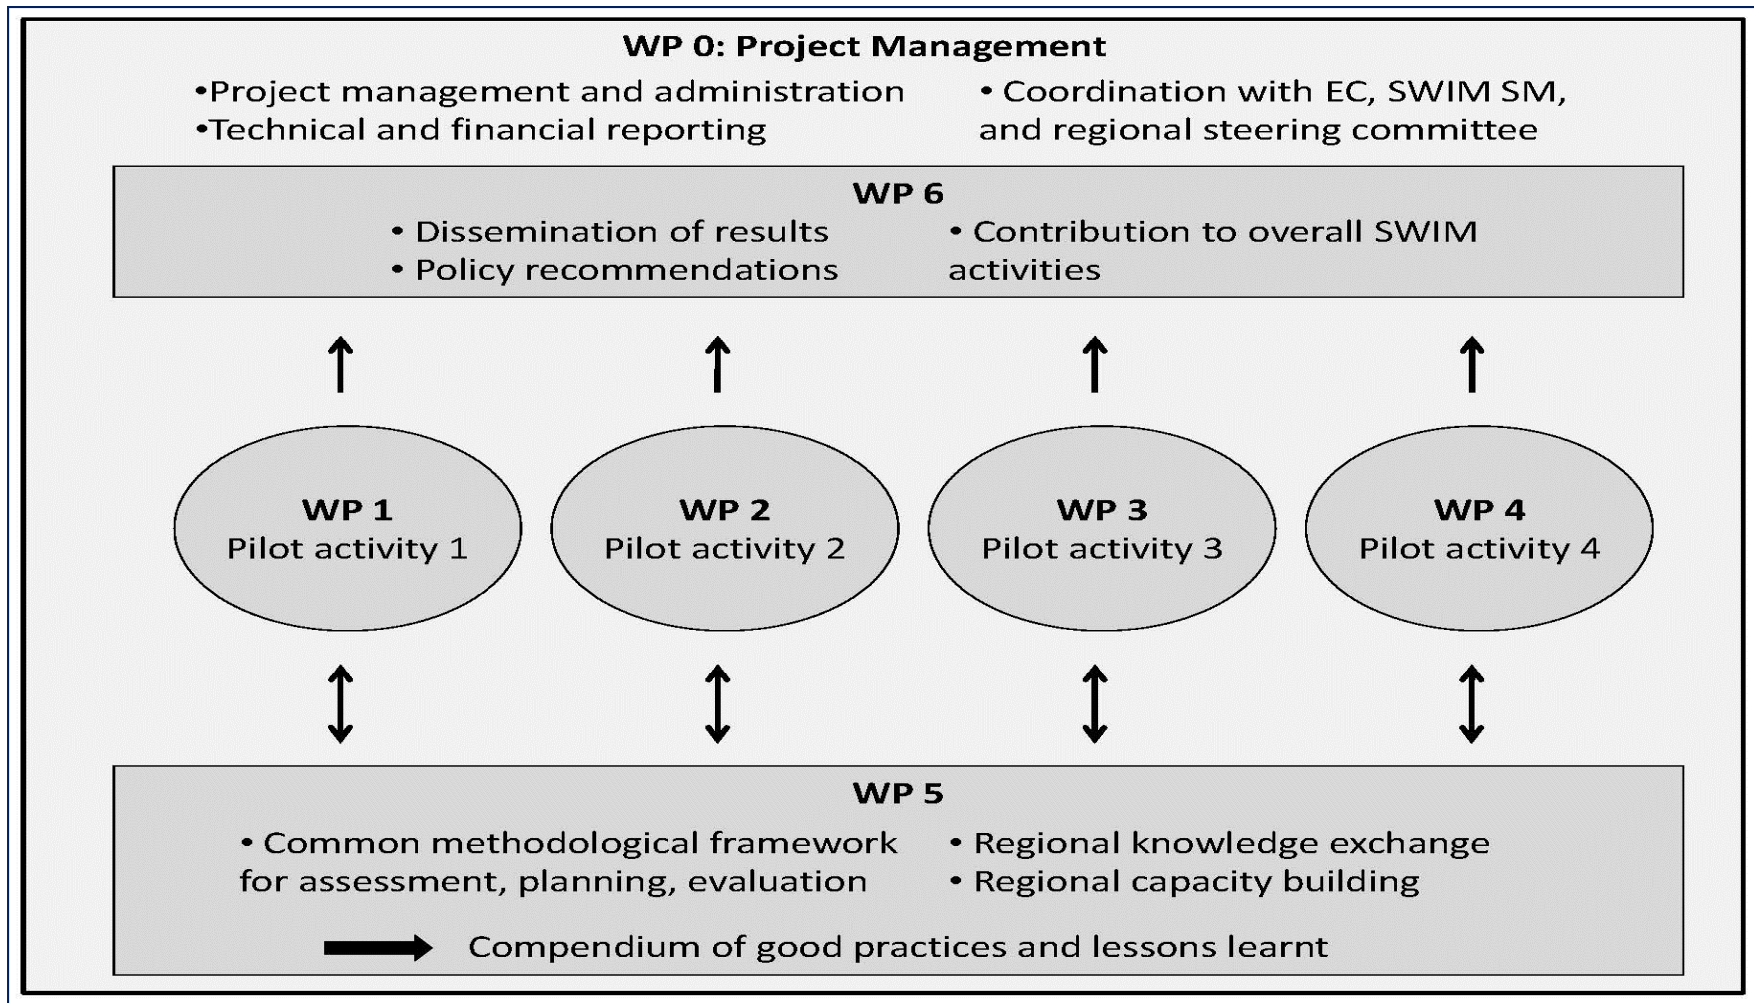 WP 0: Project Management
•Project management and administration
•Technical and financial reporting
• Coordination with EC, SWIM SM,
and regional steering committee
WP 6
• Dissemination of results
• Policy recommendations
• Contribution to overall SWIM
activities
WP 1
Pilot activity 1
WP 2
Pilot activity 2
WP 3
Pilot activity 3
WP 4
Pilot activity 4
WP 5
• Common methodological framework
for assessment, planning, evaluation
• Regional knowledge exchange
• Regional capacity building
Compendium of good practices and lessons learnt